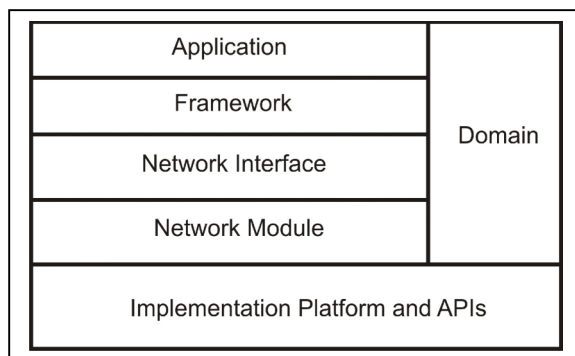 Application
Framework
Domain
Network Interface
Network Module
Implementation Platform and APIs